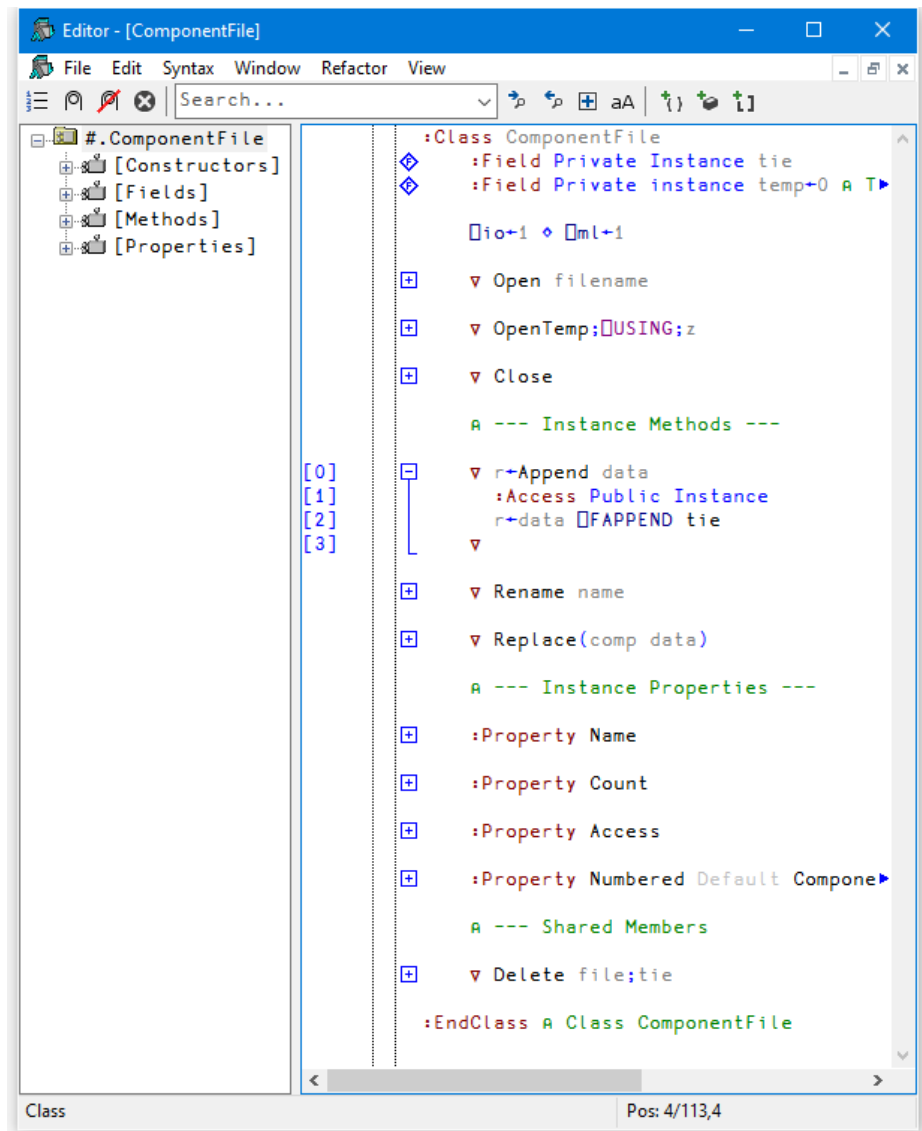 Editor - [ComponentFile]
File Edit Syntax Window Refactor View
Search... aA
#.ComponentFile
[Constructors]
[Fields]
[Methods]
[Properties]
:Class ComponentFile
:Field Private Instance tie
:Field Private instance temp←0 ⍝ T
⎕io←1 ⋄ ⎕ml←1
∇ Open filename
∇ OpenTemp;⎕USING;z
∇ Close
⍝ --- Instance Methods ---
[0] ∇ r←Append data
[1] :Access Public Instance
[2] r←data ⎕FAPPEND tie
[3] ∇
∇ Rename name
∇ Replace(comp data)
⍝ --- Instance Properties ---
:Property Name
:Property Count
:Property Access
:Property Numbered Default Compone
⍝ --- Shared Members
∇ Delete file;tie
:EndClass ⍝ Class ComponentFile
Class Pos: 4/113,4